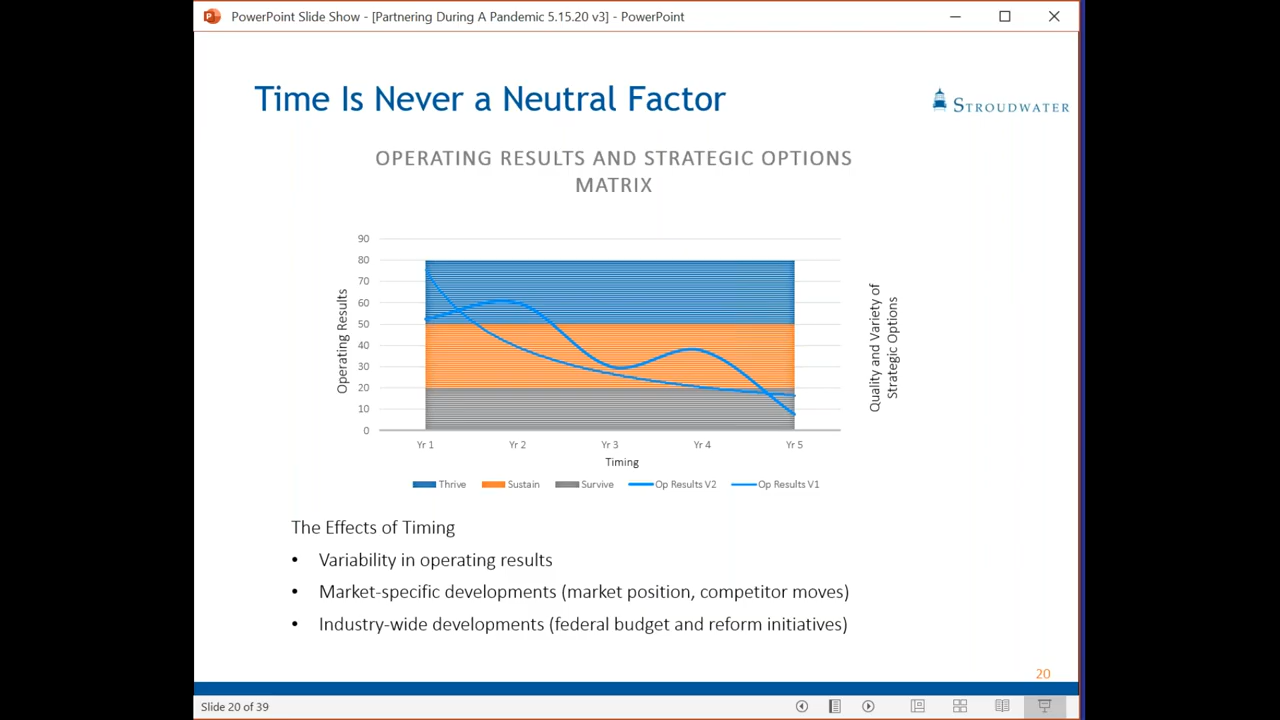 PowerPoint Slide Show - [Partnering During A Pandemic 5.15.20 v3] - PowerPoint
Time Is Never a Neutral Factor
STROUDWATER
OPERATING RESULTS AND STRATEGIC OPTIONS
MATRIX
90
80
70
60
50
40
30
20
10
0
Operating Results
Quality and Variety of
Strategic Options
Yr 1 Yr 2 Yr 3 Yr 4 Yr 5
Timing
Thrive Sustain Survive Op Results V2 Op Results V1
The Effects of Timing
• Variability in operating results
• Market-specific developments (market position, competitor moves)
• Industry-wide developments (federal budget and reform initiatives)
20
Slide 20 of 39